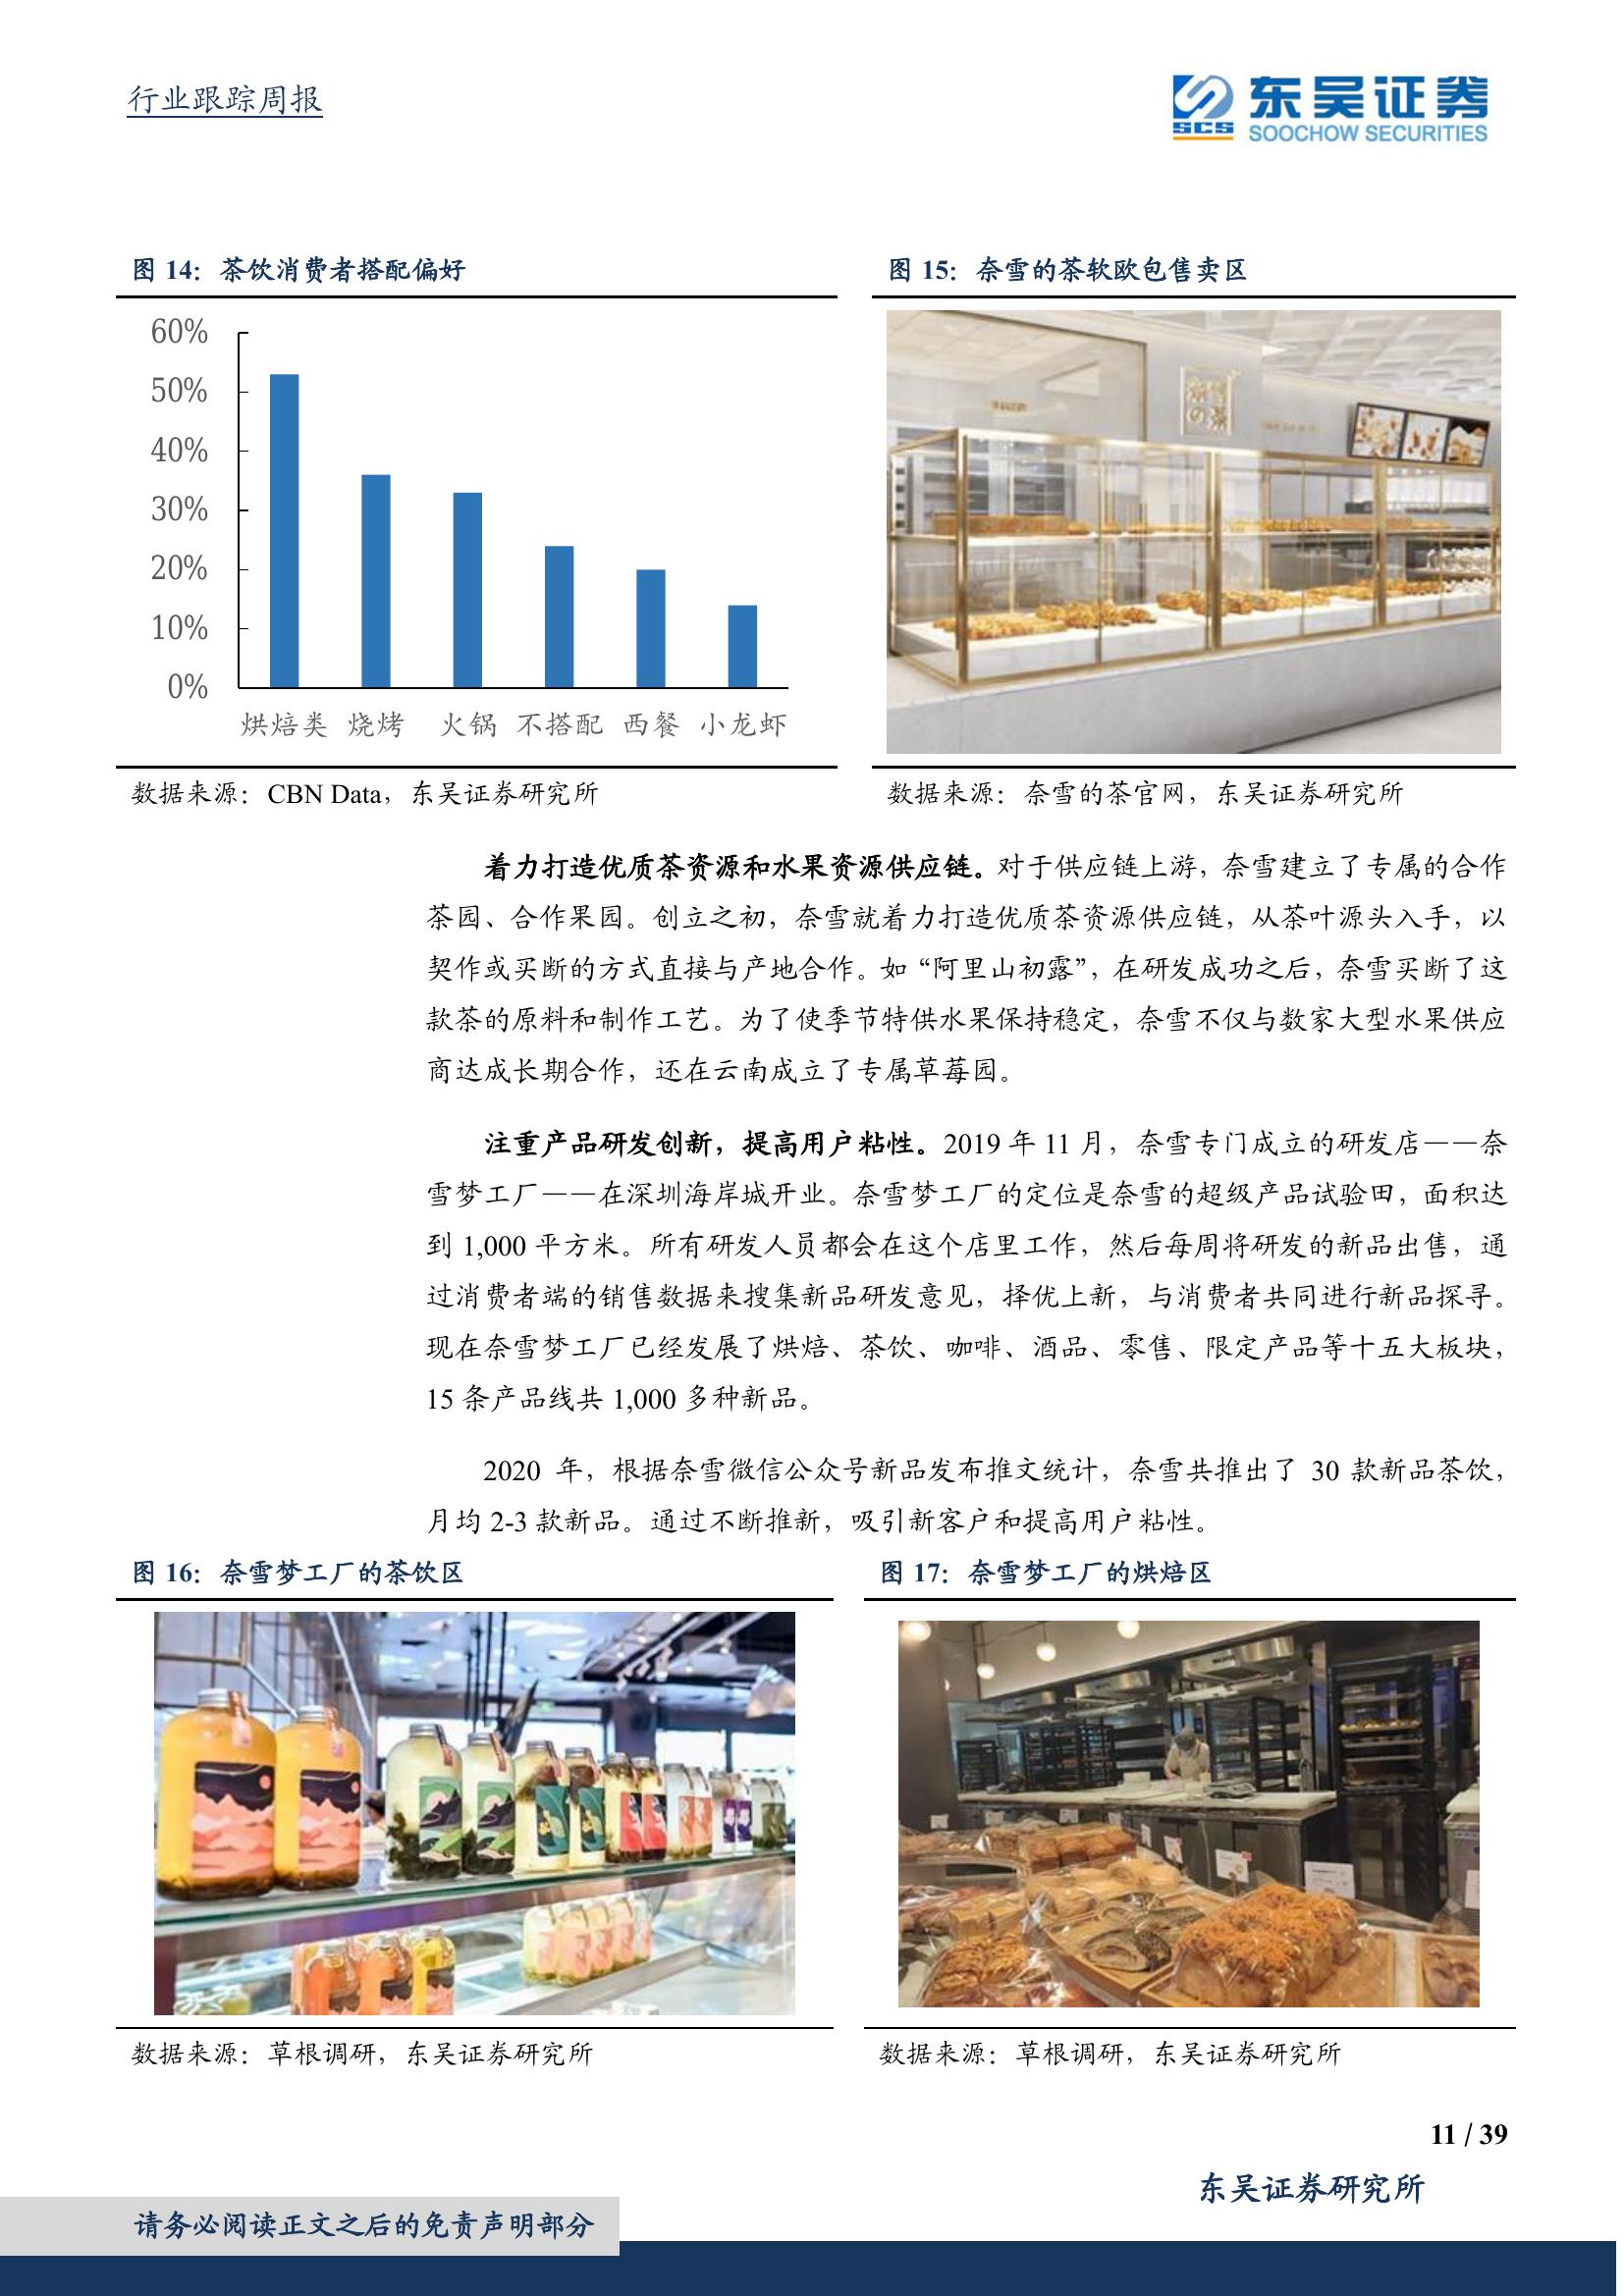 行业跟踪周报
东吴证券
SCS
SOOCHOW SECURITIES
图 14：茶饮消费者搭配偏好
60%
50%
40%
30%
20%
10%
0%
烘焙类 烧烤 火锅 不搭配 西餐 小龙虾
数据来源：CBN Data，东吴证券研究所
图 15：奈雪的茶软欧包售卖区
BAKERY
奈雪
の茶
数据来源：奈雪的茶官网，东吴证券研究所
着力打造优质茶资源和水果资源供应链。对于供应链上游，奈雪建立了专属的合作
茶园、合作果园。创立之初，奈雪就着力打造优质茶资源供应链，从茶叶源头入手，以
契作或买断的方式直接与产地合作。如“阿里山初露”，在研发成功之后，奈雪买断了这
款茶的原料和制作工艺。为了使季节特供水果保持稳定，奈雪不仅与数家大型水果供应
商达成长期合作，还在云南成立了专属草莓园。
注重产品研发创新，提高用户粘性。2019 年 11 月，奈雪专门成立的研发店——奈
雪梦工厂——在深圳海岸城开业。奈雪梦工厂的定位是奈雪的超级产品试验田，面积达
到 1,000 平方米。所有研发人员都会在这个店里工作，然后每周将研发的新品出售，通
过消费者端的销售数据来搜集新品研发意见，择优上新，与消费者共同进行新品探寻。
现在奈雪梦工厂已经发展了烘焙、茶饮、咖啡、酒品、零售、限定产品等十五大板块，
15 条产品线共 1,000 多种新品。
2020 年，根据奈雪微信公众号新品发布推文统计，奈雪共推出了 30 款新品茶饮，
月均 2-3 款新品。通过不断推新，吸引新客户和提高用户粘性。
图 16：奈雪梦工厂的茶饮区
数据来源：草根调研，东吴证券研究所
图 17：奈雪梦工厂的烘焙区
数据来源：草根调研，东吴证券研究所
11 / 39
东吴证券研究所
请务必阅读正文之后的免责声明部分